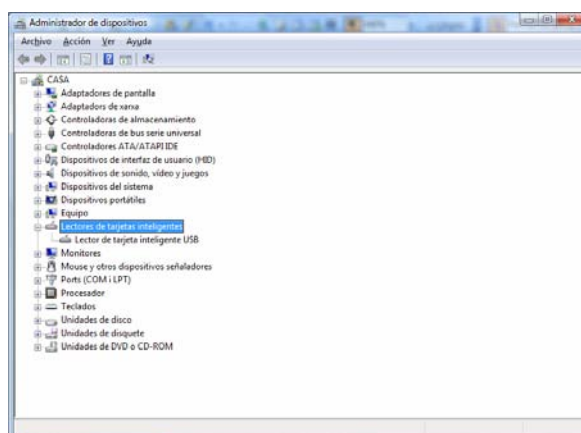 Administrador de dispositivos
Archivo Acción Ver Ayuda
CASA
Adaptadores de pantalla
Adaptadors de xarxa
Controladoras de almacenamiento
Controladoras de bus serie universal
Controladores ATA/ATAPI IDE
Dispositivos de interfaz de usuario (HID)
Dispositivos de sonido, vídeo y juegos
Dispositivos del sistema
Dispositivos portátiles
Equipo
Lectores de tarjetas inteligentes
Lector de tarjeta inteligente USB
Monitores
Mouse y otros dispositivos señaladores
Ports (COM i LPT)
Procesador
Teclados
Unidades de disco
Unidades de disquete
Unidades de DVD o CD-ROM